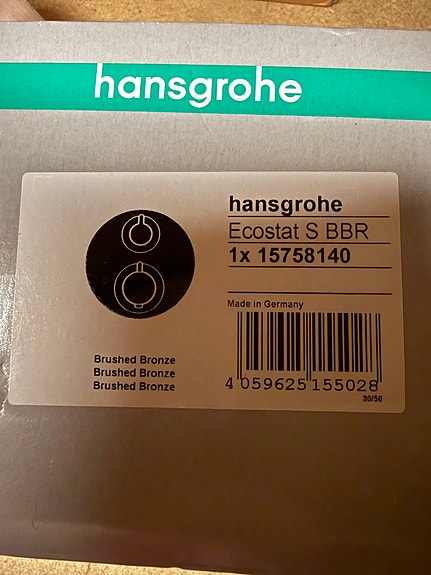 hansgrohe
hansgrohe
Ecostat S BBR
1x 15758140
Made in Germany
Brushed Bronze
Brushed Bronze
Brushed Bronze
4 059625 155028
30/50